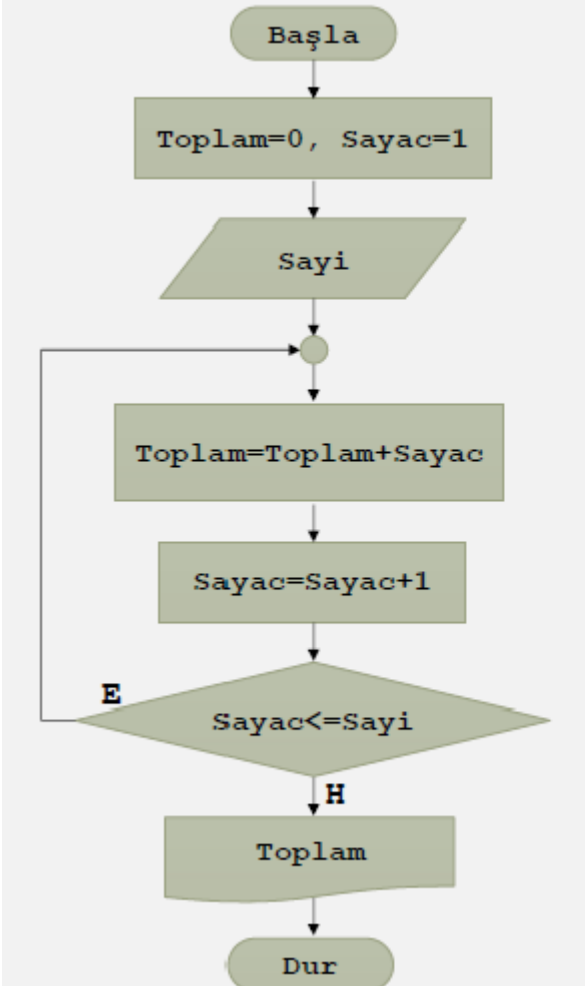 Başla
Toplam=0, Sayac=1
Sayi
Toplam=Toplam+Sayac
Sayac=Sayac+1
E
Sayac<=Sayi
H
Toplam
Dur